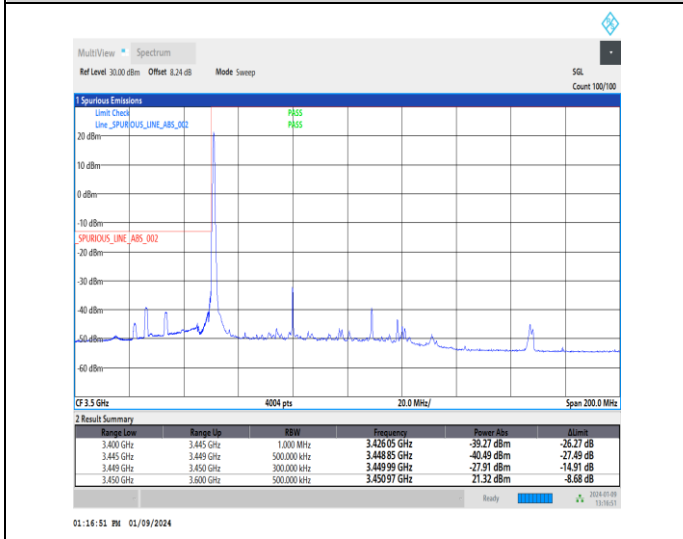 MultiView Spectrum
Ref Level 30.00 dBm Offset 8.24 dB Mode Sweep SGL
Count 100/100
1 Spurious Emissions
Limit Check PASS
Line _SPURIOUS_LINE_ABS_002 PASS
20 dBm
10 dBm
0 dBm
-10 dBm
_SPURIOUS_LINE_ABS_002
-20 dBm
-30 dBm
-40 dBm
-50 dBm
-60 dBm
CF 3.5 GHz 4004 pts 20.0 MHz/ Span 200.0 MHz
2 Result Summary
Range Low Range Up RBW Frequency Power Abs ΔLimit
3.400 GHz 3.445 GHz 1.000 MHz 3.426 05 GHz -39.27 dBm -26.27 dB
3.445 GHz 3.449 GHz 500.000 kHz 3.448 85 GHz -40.49 dBm -27.49 dB
3.449 GHz 3.450 GHz 300.000 kHz 3.449 99 GHz -27.91 dBm -14.91 dB
3.450 GHz 3.600 GHz 500.000 kHz 3.450 97 GHz 21.32 dBm -8.68 dB
Ready 2024-01-09
13:16:51
01:16:51 PM 01/09/2024